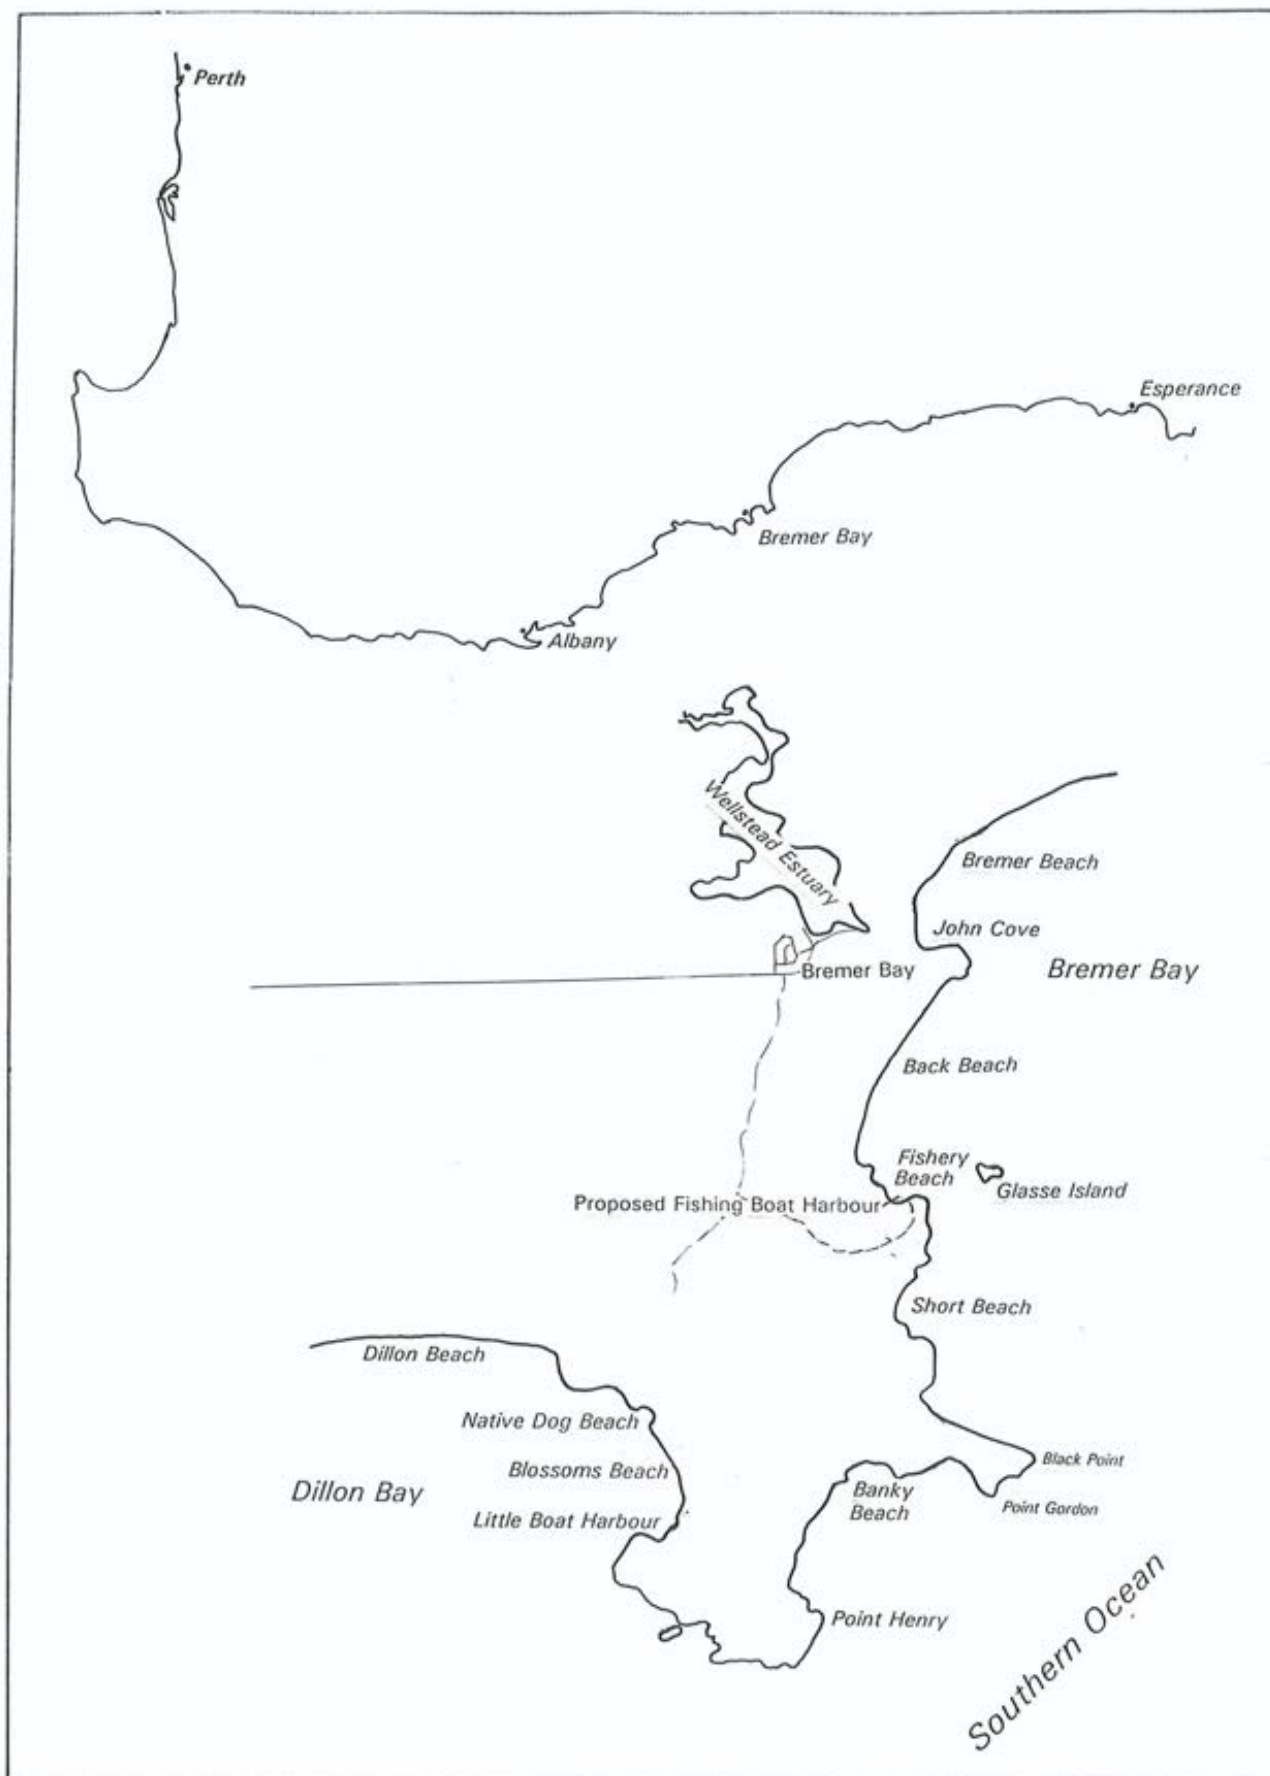 Perth
Esperance
Bremer Bay
Albany
Wellstead Estuary
Bremer Beach
John Cove
Bremer Bay
Bremer Bay
Back Beach
Fishery
Beach
Glasse Island
Proposed Fishing Boat Harbour
Short Beach
Dillon Beach
Native Dog Beach
Blossoms Beach
Dillon Bay
Little Boat Harbour
Black Point
Banky
Beach
Point Gordon
Point Henry
Southern Ocean